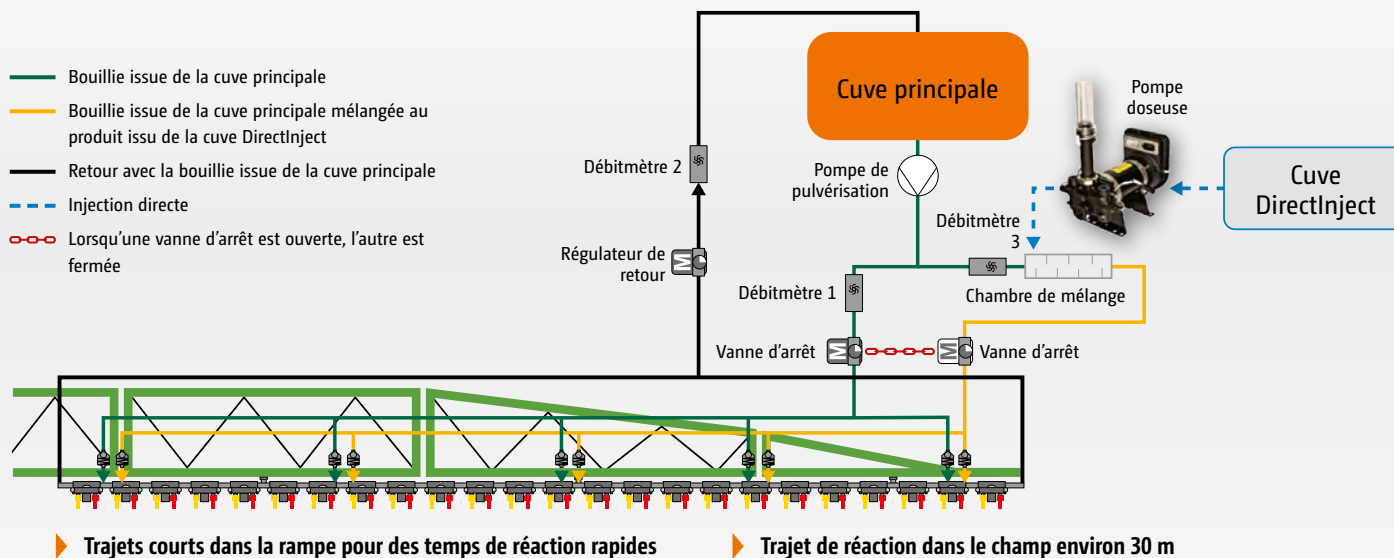 Bouillie issue de la cuve principale
Bouillie issue de la cuve principale mélangée au
produit issu de la cuve DirectInject
Retour avec la bouillie issue de la cuve principale
Injection directe
Lorsqu'une vanne d'arrêt est ouverte, l'autre est
fermée
Cuve principale
Pompe
doseuse
Débitmètre 2
Pompe de
pulvérisation
Cuve
DirectInject
Débitmètre
3
Régulateur de
retour
M
Débitmètre 1
Chambre de mélange
Vanne d'arrêt
M
M
Vanne d'arrêt
Trajets courts dans la rampe pour des temps de réaction rapides
Trajet de réaction dans le champ environ 30 m